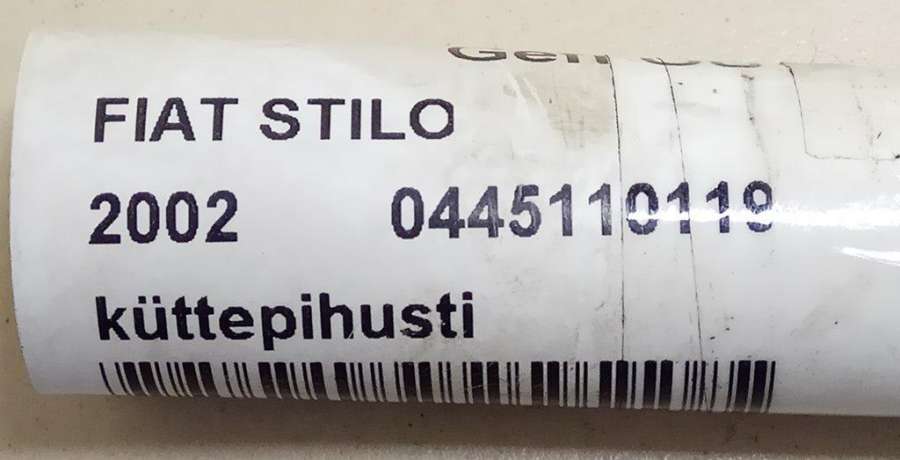 FIAT STILO
2002 0445110119
küttepihusti